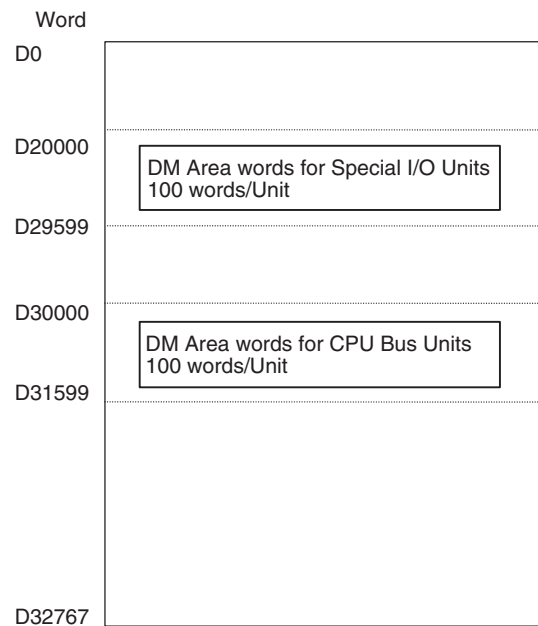 Word
D0
D20000
DM Area words for Special I/O Units
100 words/Unit
D29599
D30000
DM Area words for CPU Bus Units
100 words/Unit
D31599
D32767